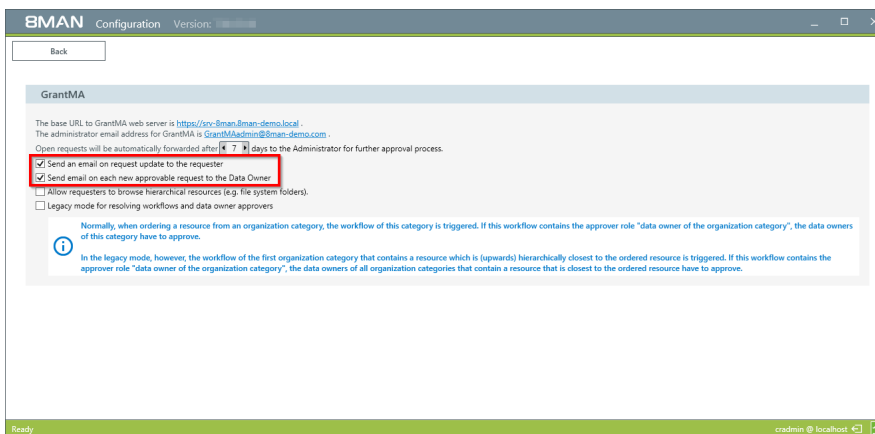 8MAN Configuration Version:
Back
GrantMA
The base URL to GrantMA web server is https://srv-8man.8man-demo.local .
The administrator email address for GrantMA is GrantMAadmin@8man-demo.com .
Open requests will be automatically forwarded after 7 days to the Administrator for further approval process.
Send an email on request update to the requester
Send email on each new approvable request to the Data Owner
Allow requesters to browse hierarchical resources (e.g. file system folders).
Legacy mode for resolving workflows and data owner approvers
Normally, when ordering a resource from an organization category, the workflow of this category is triggered. If this workflow contains the approver role "data owner of the organization category", the data owners
of this category have to approve.
In the legacy mode, however, the workflow of the first organization category that contains a resource which is (upwards) hierarchically closest to the ordered resource is triggered. If this workflow contains the
approver role "data owner of the organization category", the data owners of all organization categories that contain a resource that is closest to the ordered resource have to approve.
Ready
cradmin @ localhost